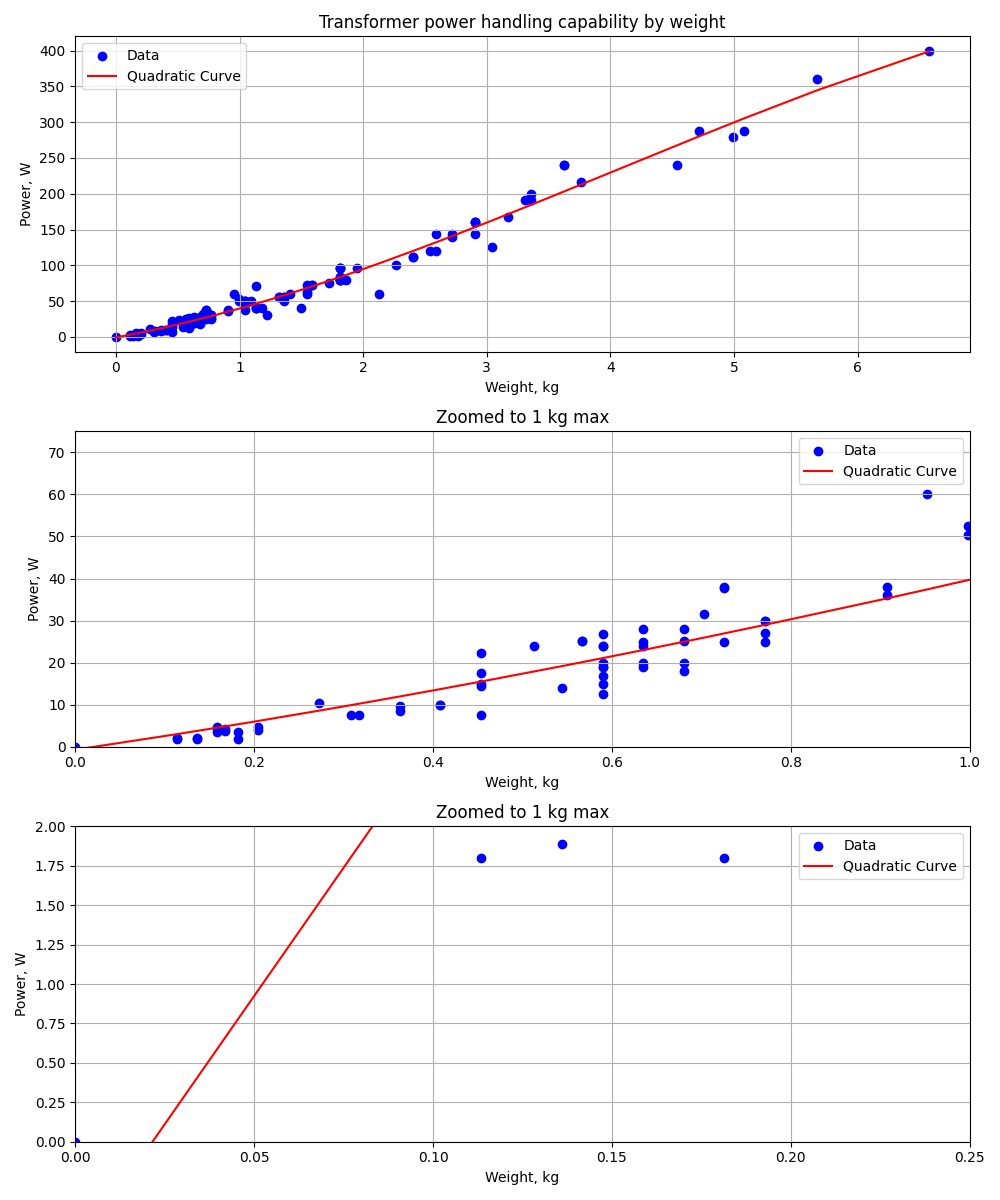 Transformer power handling capability by weight
Data
Quadratic Curve
400
350
300
250
200
150
100
50
0
Power, W
0 1 2 3 4 5 6
Weight, kg
Zoomed to 1 kg max
Data
Quadratic Curve
70
60
50
40
30
20
10
0
Power, W
0.0 0.2 0.4 0.6 0.8 1.0
Weight, kg
Zoomed to 1 kg max
Data
Quadratic Curve
2.00
1.75
1.50
1.25
1.00
0.75
0.50
0.25
0.00
Power, W
0.00 0.05 0.10 0.15 0.20 0.25
Weight, kg